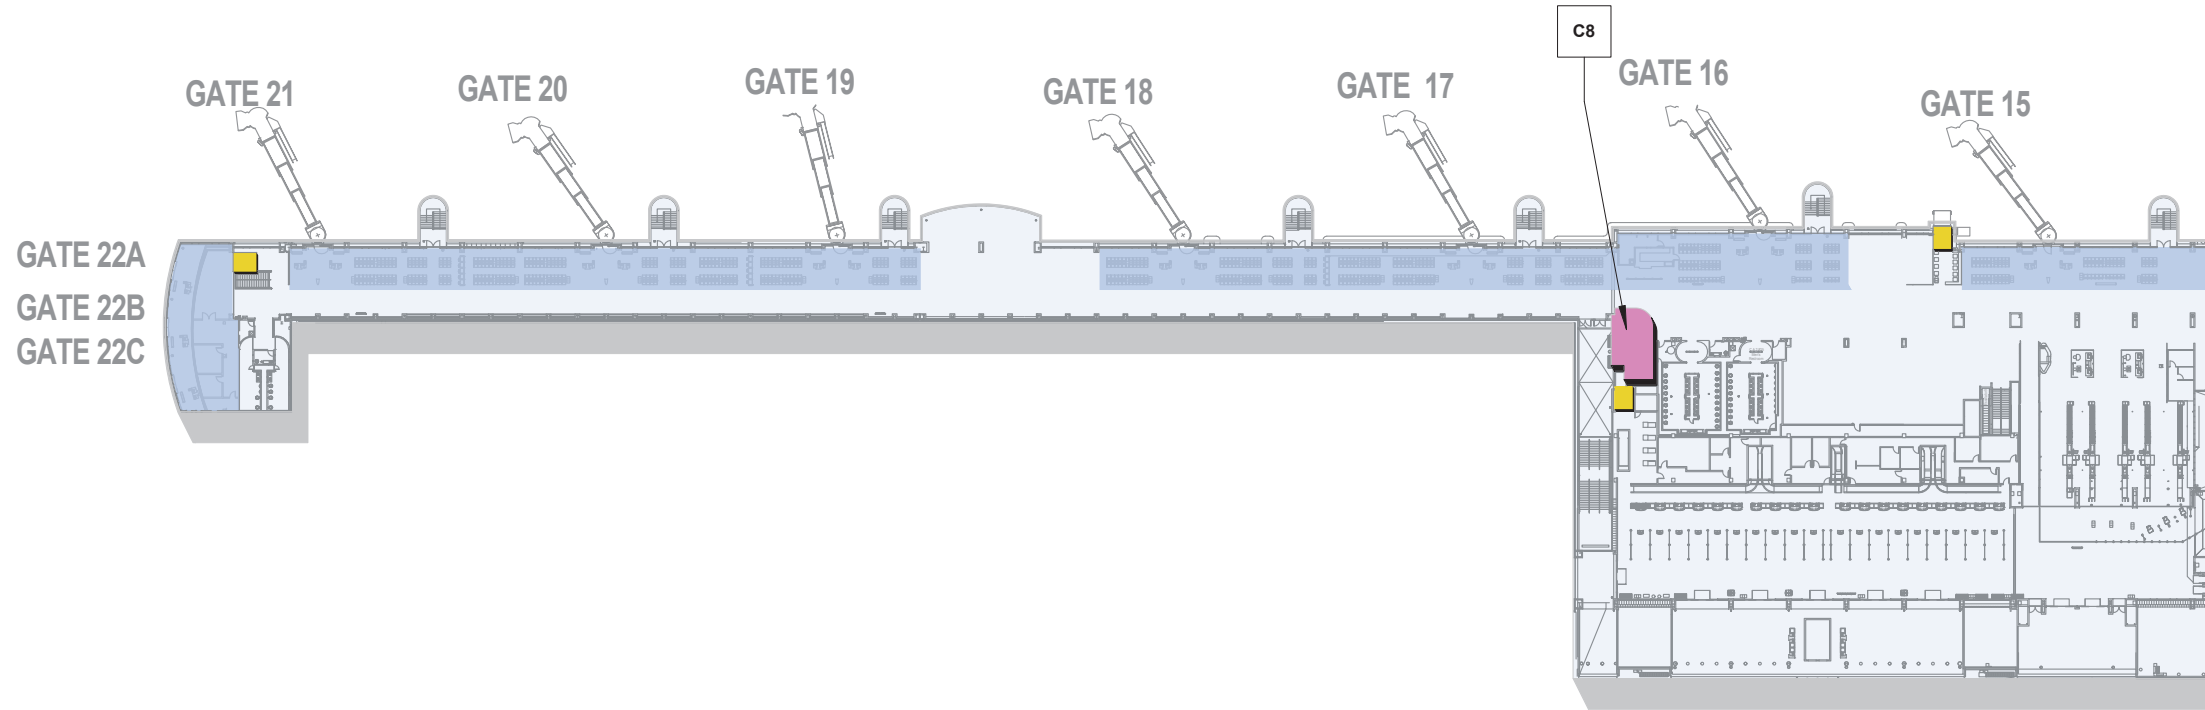 C8
GATE 21
GATE 20
GATE 19
GATE 18
GATE 17
GATE 16
GATE 15
GATE 22A
GATE 22B
GATE 22C